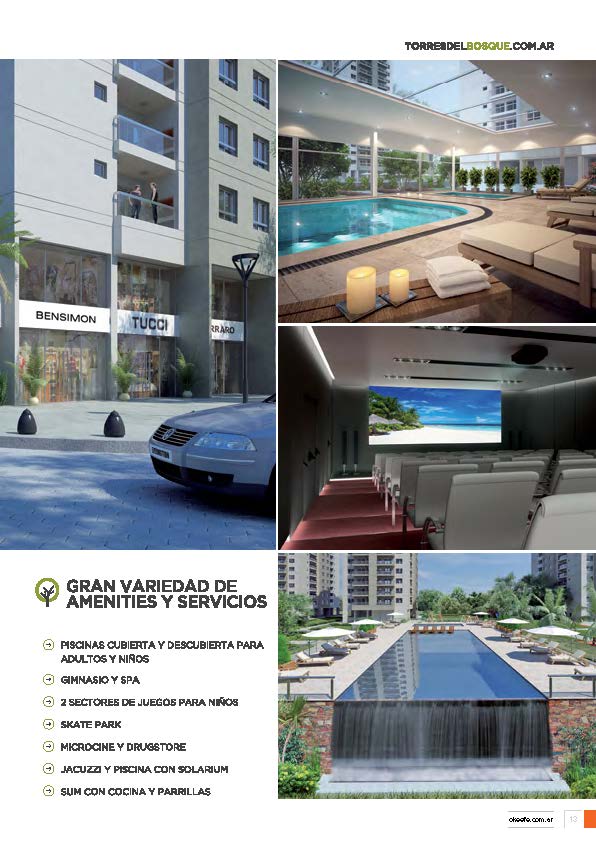 TORRESDELBOSQUE.COM.AR
BENSIMON
TUCCI
RRARO
GRAN VARIEDAD DE
AMENITIES Y SERVICIOS
PISCINAS CUBIERTA Y DESCUBIERTA PARA
ADULTOS Y NIÑOS
GIMNASIO Y SPA
2 SECTORES DE JUEGOS PARA NIÑOS
SKATE PARK
MICROCINE Y DRUGSTORE
JACUZZI Y PISCINA CON SOLARIUM
SUM CON COCINA Y PARRILLAS
okeefe.com.ar
13